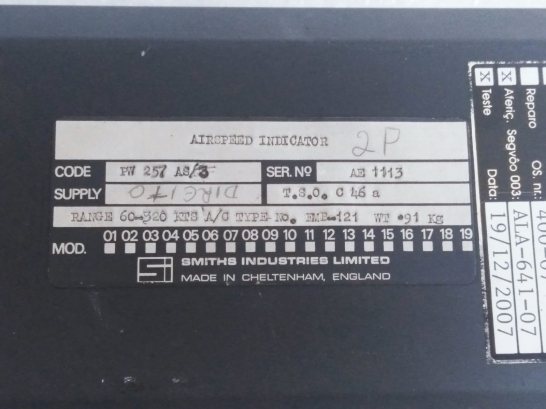 AIRSPEED INDICATOR 2P
CODE PW 257 AS/3 SER. Nº AE 1113
SUPPLY DIREITO T.S.O. C 46 a
RANGE 60-320 KTS A/C TYPE No. EMB-121 WT .91 Kg
MOD. 01 02 03 04 05 06 07 08 09 10 11 12 13 14 15 16 17 18 19
SMITHS INDUSTRIES LIMITED
MADE IN CHELTENHAM, ENGLAND
Reparo Os. nr.:
X Aferiç. Segvôo 003: ALA-641-07
X Teste Data: 19/12/2007